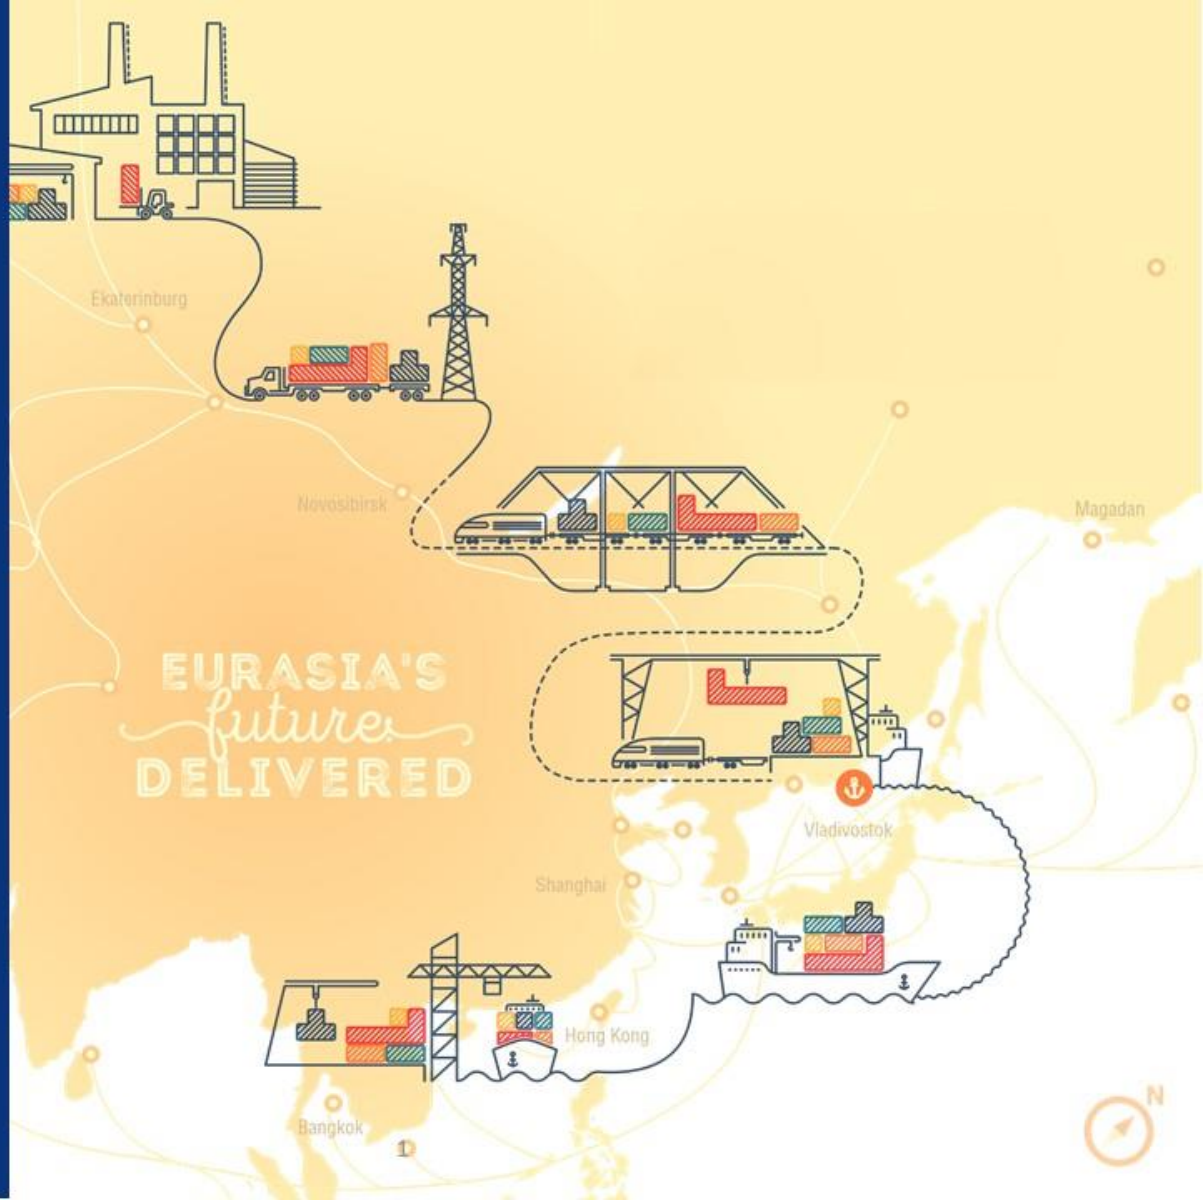 Ekaterinburg
Novosibirsk
Magadan
EURASIA'S
future:
DELIVERED
Vladivostok
Shanghai
Hong Kong
N
Bangkok
1